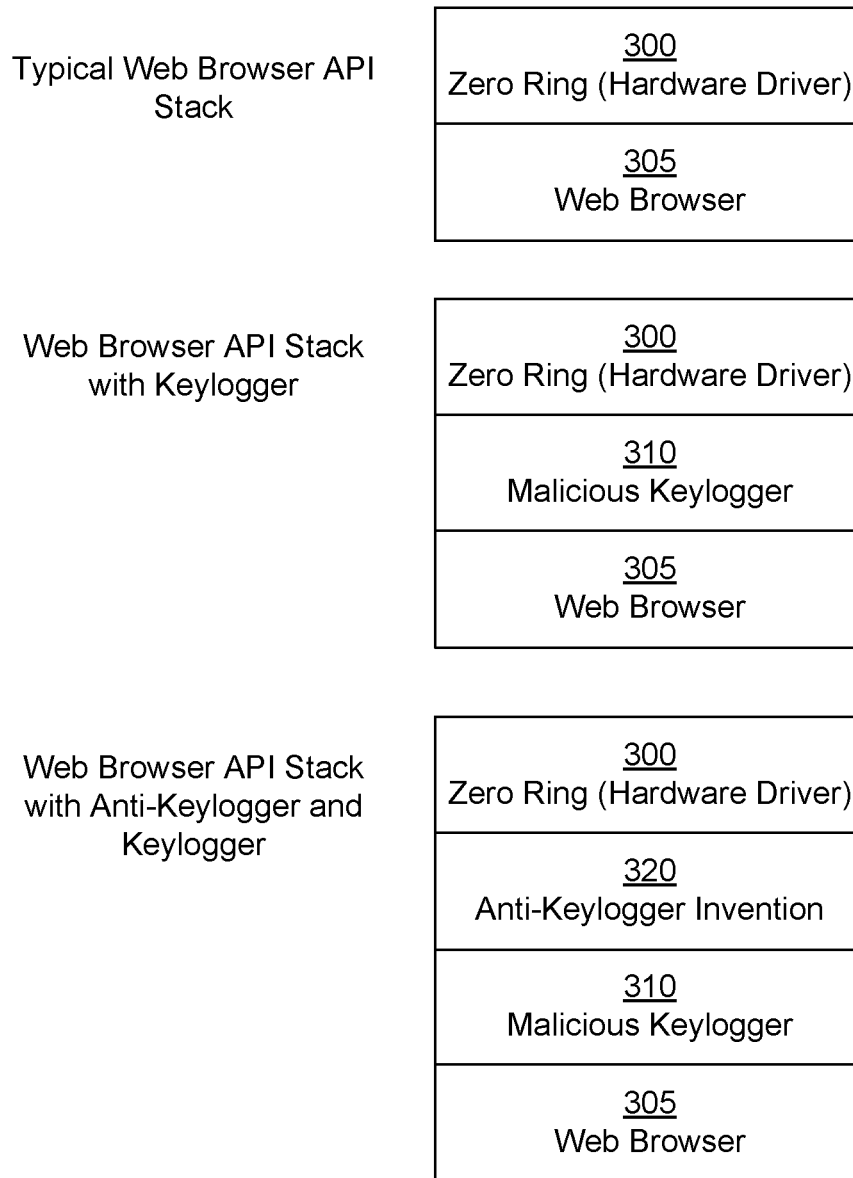 Typical Web Browser API
Stack
300
Zero Ring (Hardware Driver)
305
Web Browser
Web Browser API Stack
with Keylogger
300
Zero Ring (Hardware Driver)
310
Malicious Keylogger
305
Web Browser
Web Browser API Stack
with Anti-Keylogger and
Keylogger
300
Zero Ring (Hardware Driver)
320
Anti-Keylogger Invention
310
Malicious Keylogger
305
Web Browser